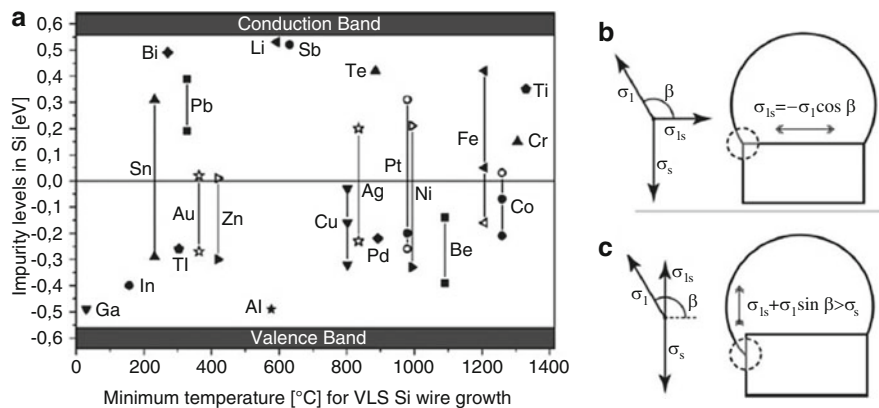 a
Conduction Band
0,6
0,5
0,4
0,3
0,2
0,1
0,0
-0,1
-0,2
-0,3
-0,4
-0,5
-0,6
Impurity levels in Si [eV]
Bi
Li
Sb
Te
Ti
Pb
Sn
Fe
Cr
Pt
Au
Zn
Ag
Ni
Cu
Co
Tl
Pd
Be
In
Ga
Al
Valence Band
0 200 400 600 800 1000 1200 1400
Minimum temperature [°C] for VLS Si wire growth
b
σ1
β
σls
σs
σls=-σ1cos β
c
σls
σ1
β
σs
σls+σ1sin β>σs